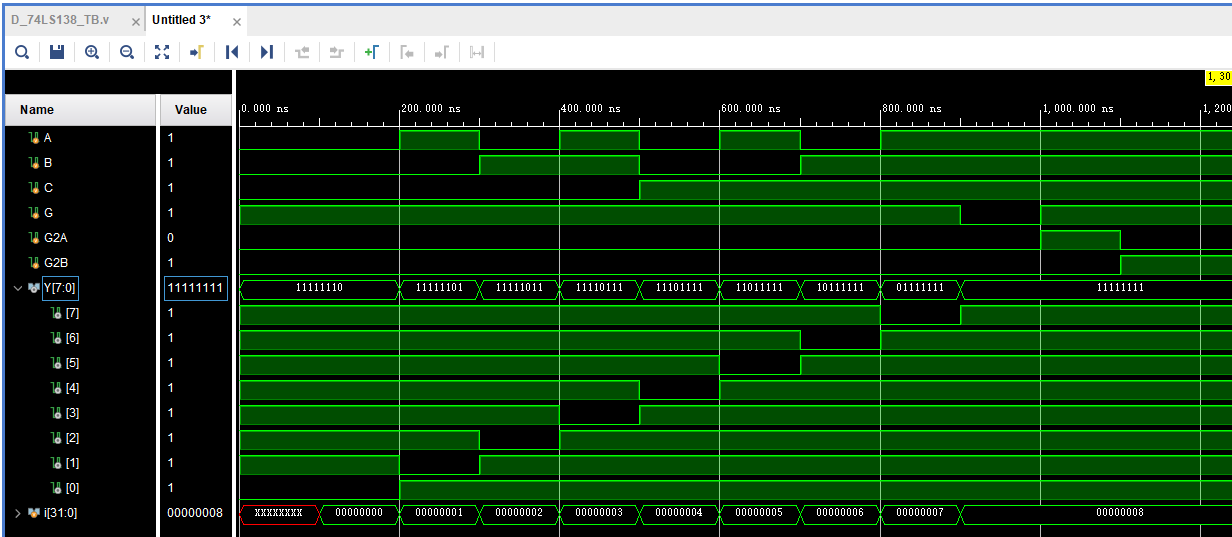 D_74LS138_TB.v × Untitled 3* ×
1,30
Name Value 0.000 ns 200.000 ns 400.000 ns 600.000 ns 800.000 ns 1,000.000 ns 1,200
A 1
B 1
C 1
G 1
G2A 0
G2B 1
Y[7:0] 11111111 11111110 11111101 11111011 11110111 11101111 11011111 10111111 01111111 11111111
[7] 1
[6] 1
[5] 1
[4] 1
[3] 1
[2] 1
[1] 1
[0] 1
i[31:0] 00000008 XXXXXXXX 00000000 00000001 00000002 00000003 00000004 00000005 00000006 00000007 00000008